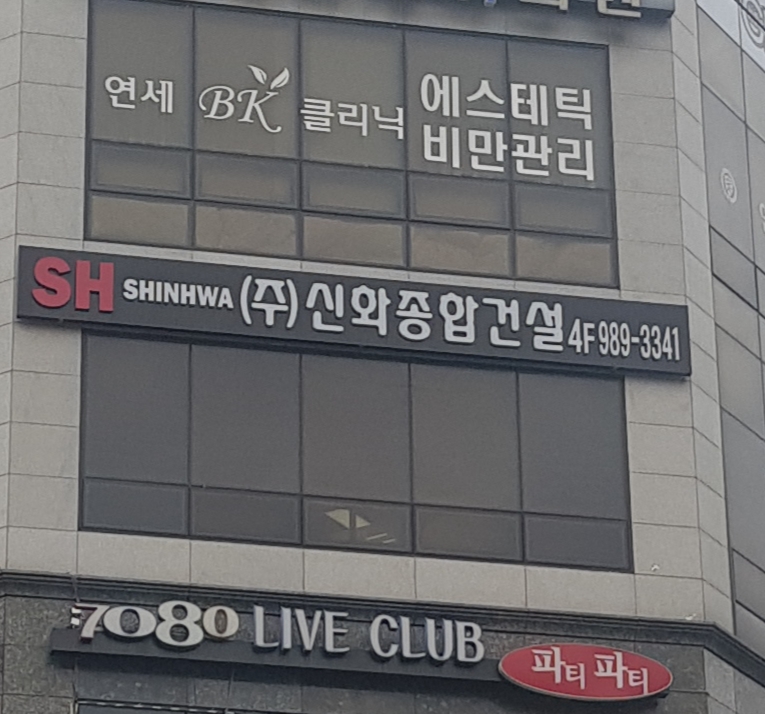 연세 BK 클리닉 에스테틱
비만관리
SH SHINHWA (주)신화종합건설 4F 989-3341
7080 LIVE CLUB 파티파티